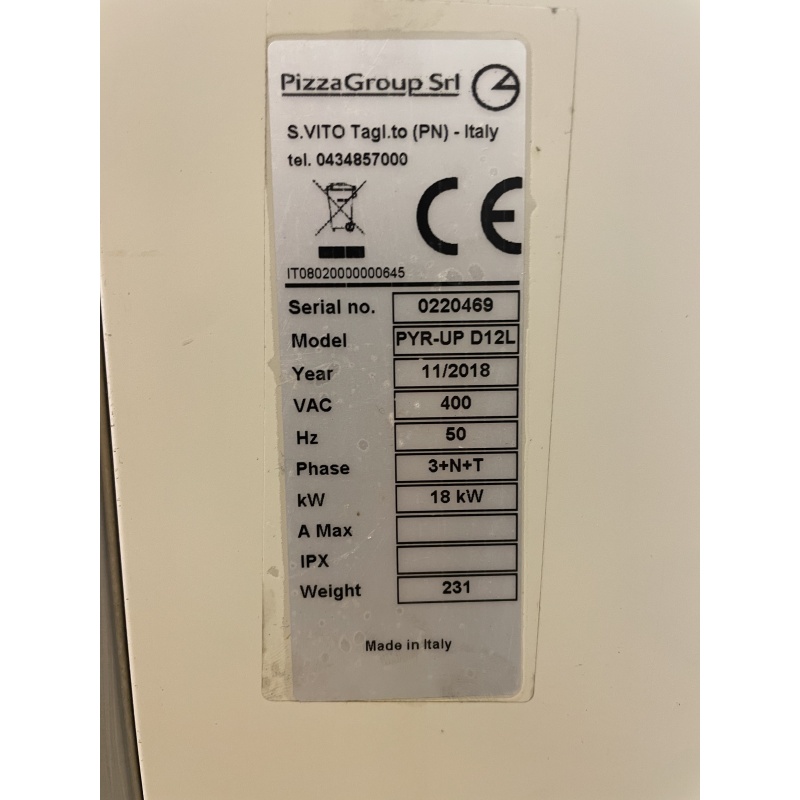 PizzaGroup Srl
S.VITO Tagl.to (PN) - Italy
tel. 0434857000
CE
IT08020000000645
Serial no. 0220469
Model PYR-UP D12L
Year 11/2018
VAC 400
Hz 50
Phase 3+N+T
kW 18 kW
A Max
IPX
Weight 231
Made in Italy